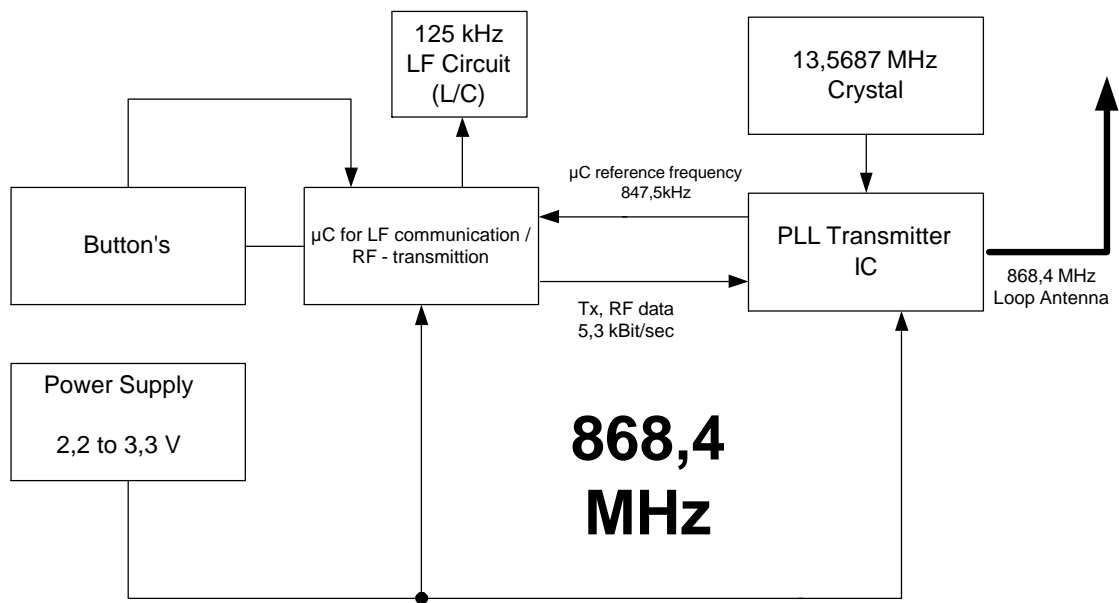 125 kHz
LF Circuit
(L/C)
13,5687 MHz
Crystal
µC reference frequency
847,5kHz
Button's
µC for LF communication /
RF - transmittion
PLL Transmitter
IC
868,4 MHz
Loop Antenna
Tx, RF data
5,3 kBit/sec
Power Supply
2,2 to 3,3 V
868,4
MHz